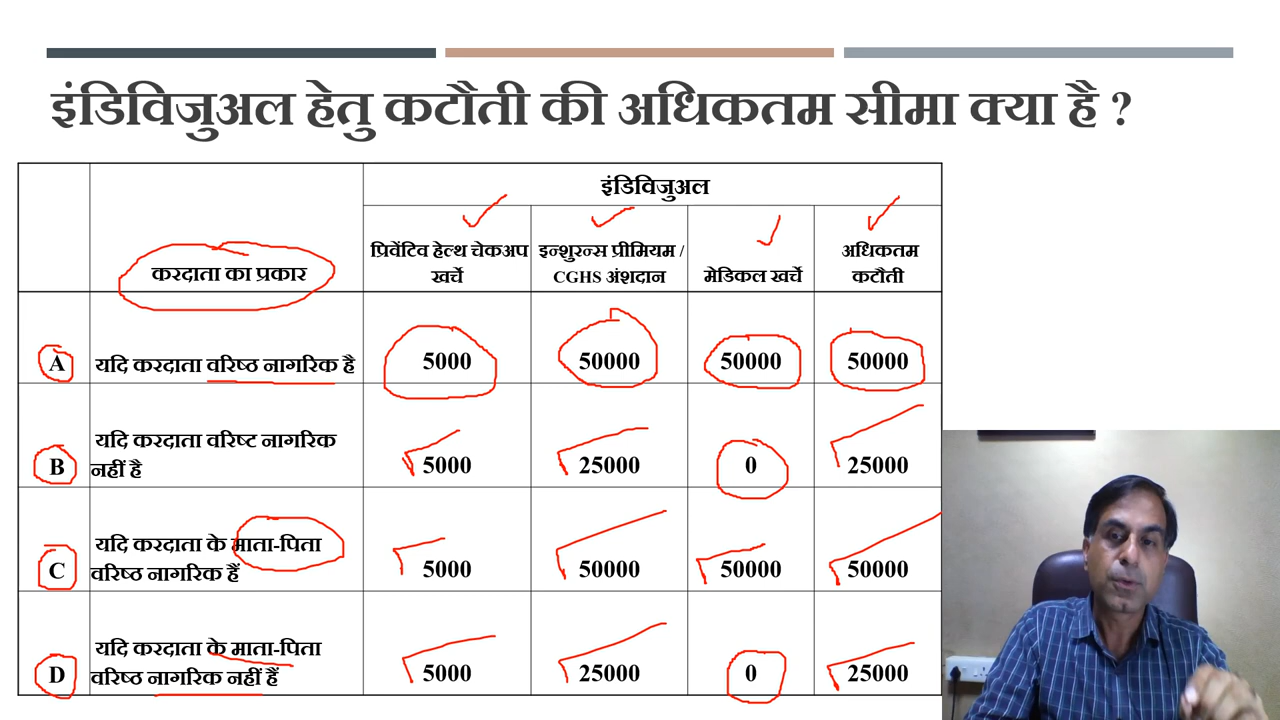 इंडिविजुअल हेतु कटौती की अधिकतम सीमा क्या है ?
इंडिविजुअल
करदाता का प्रकार
प्रिवेंटिव हेल्थ चेकअप
खर्चे
इन्शुरन्स प्रीमियम /
CGHS अंशदान
मेडिकल खर्चे
अधिकतम
कटौती
A
यदि करदाता वरिष्ठ नागरिक है
5000
50000
50000
50000
B
यदि करदाता वरिष्ट नागरिक
नहीं है
5000
25000
0
25000
C
यदि करदाता के माता-पिता
वरिष्ठ नागरिक हैं
5000
50000
50000
50000
D
यदि करदाता के माता-पिता
वरिष्ठ नागरिक नहीं हैं
5000
25000
0
25000